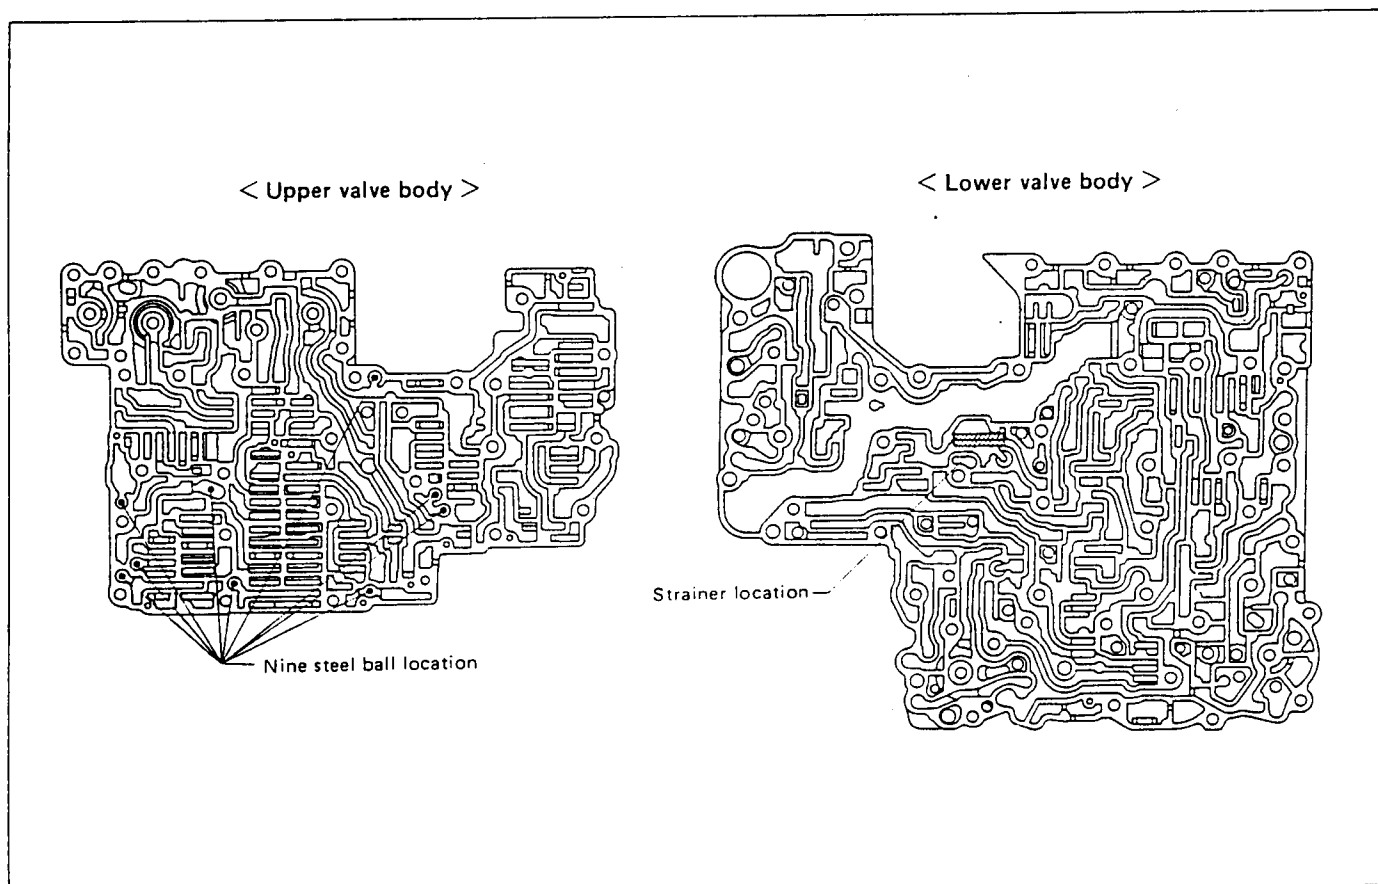 < Upper valve body >
< Lower valve body >
Strainer location
Nine steel ball location